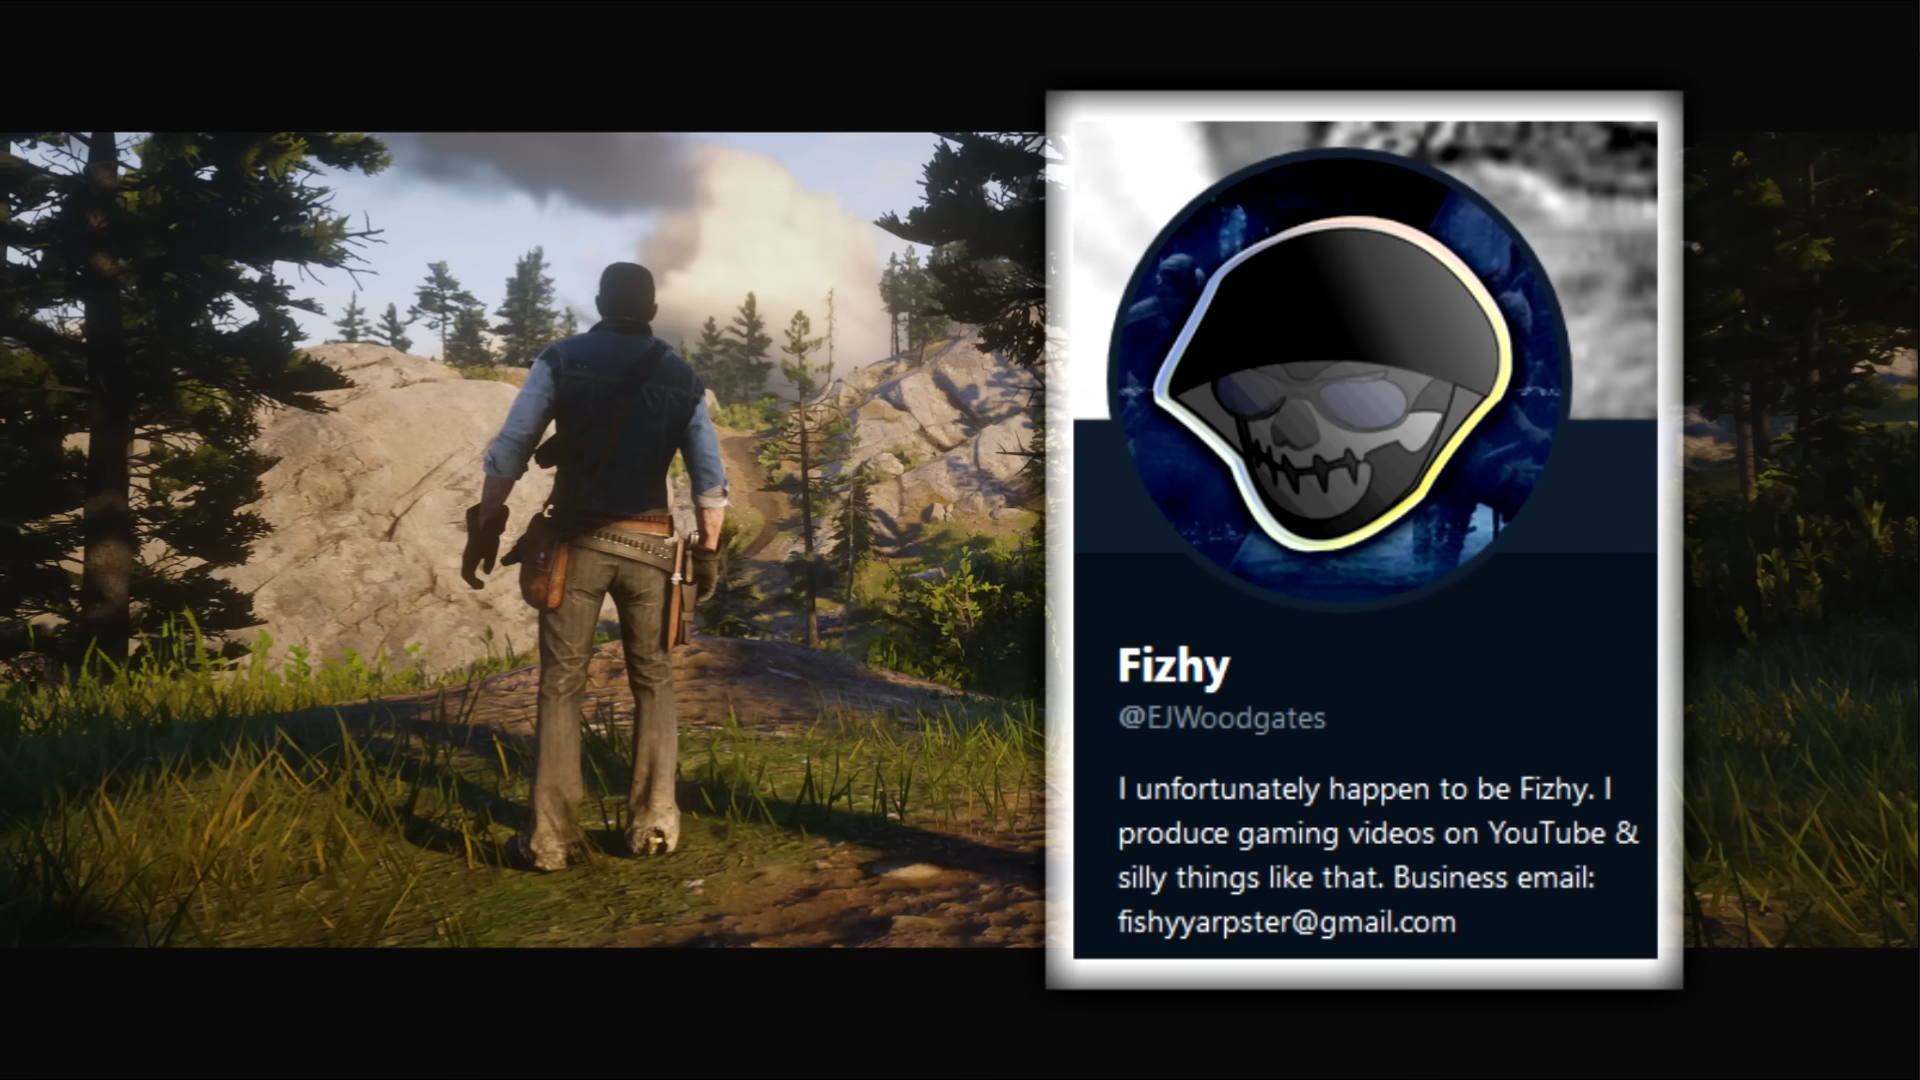 Fizhy
@EJWoodgates
I unfortunately happen to be Fizhy. I
produce gaming videos on YouTube &
silly things like that. Business email:
fishyyarpster@gmail.com